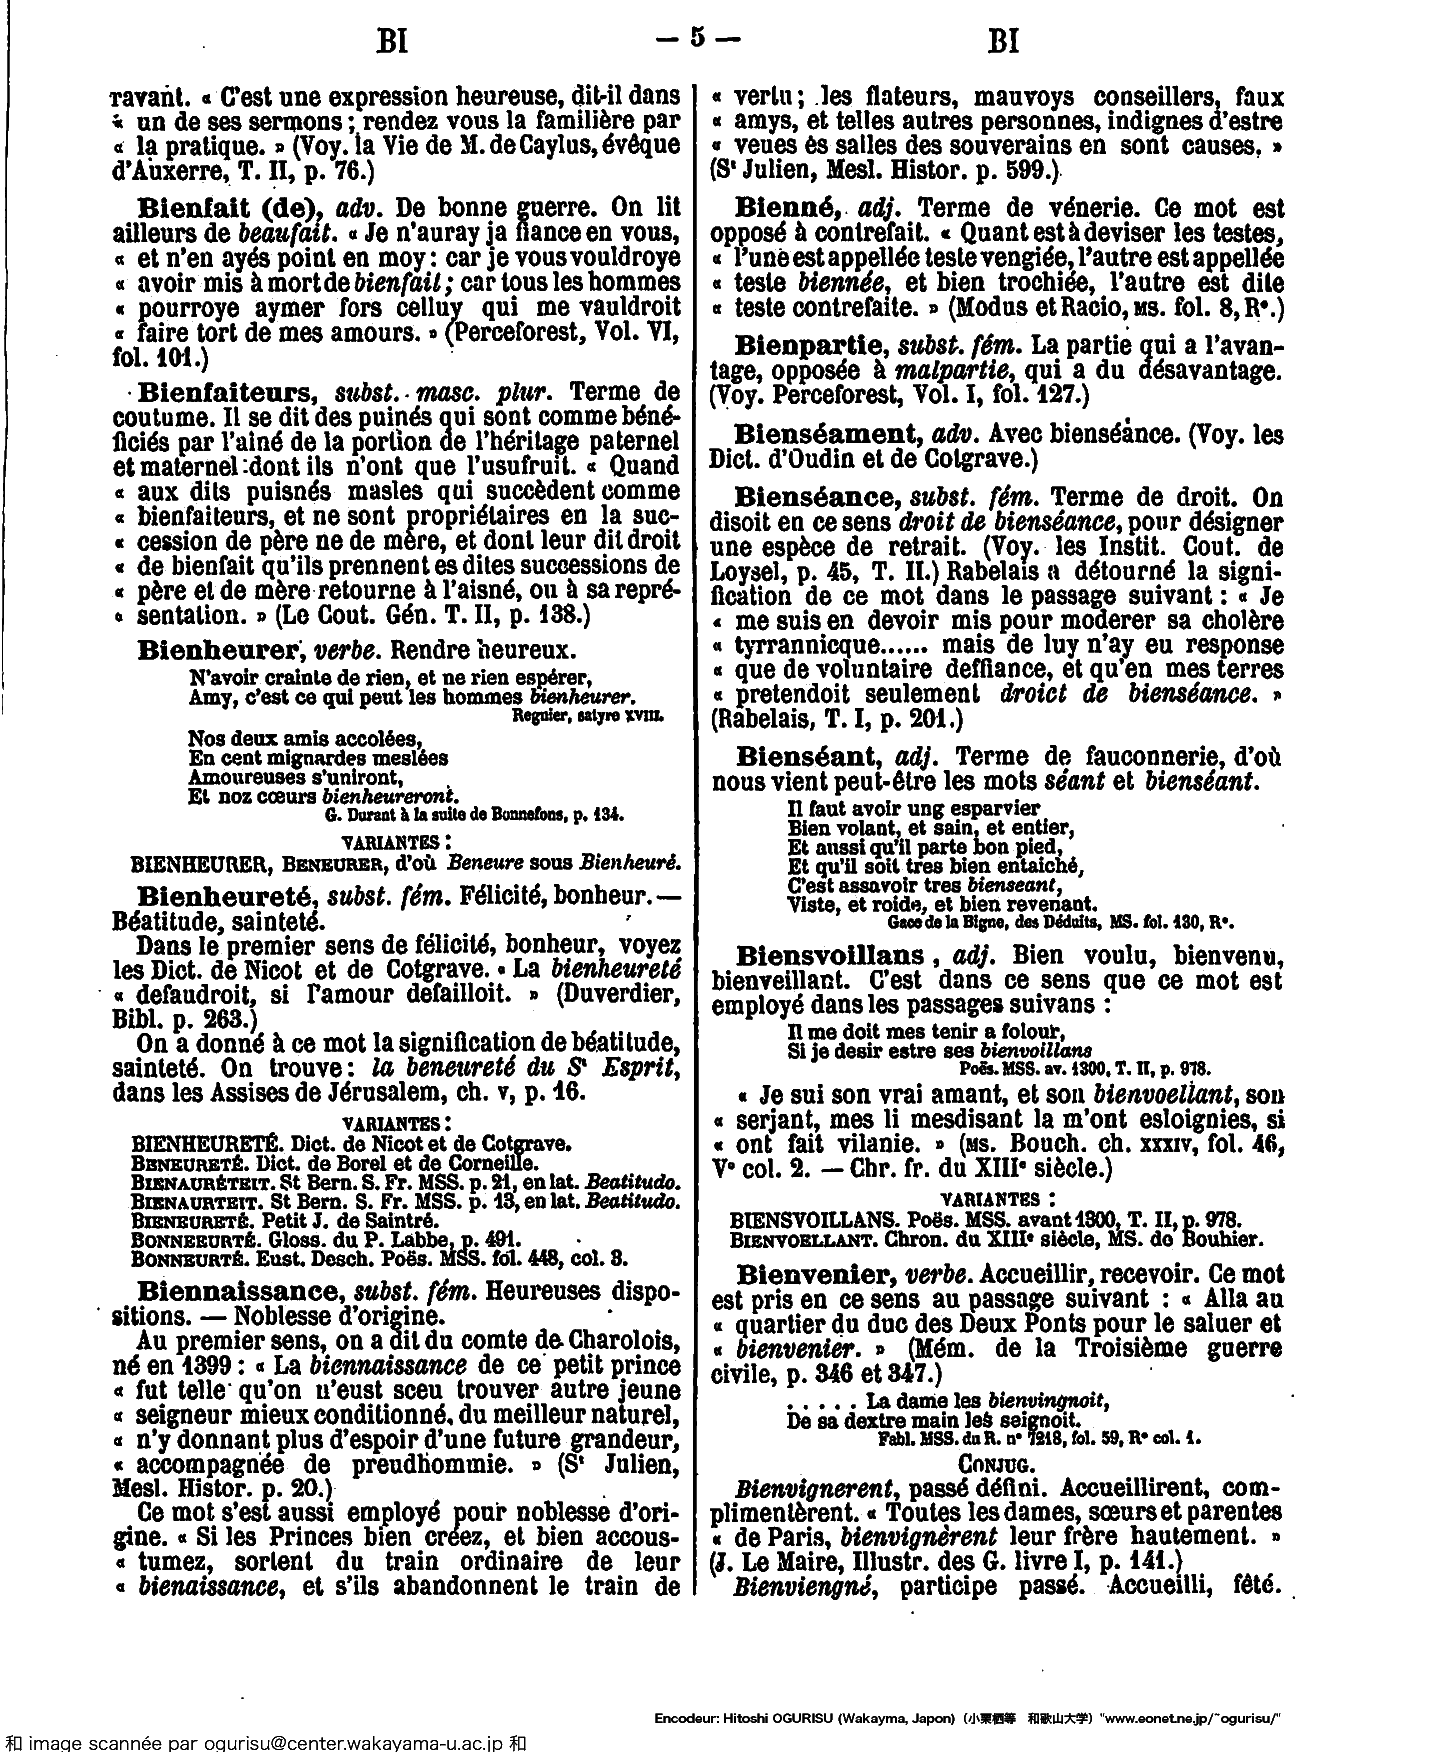 BI — 5 — BI
ravant. « C'est une expression heureuse, dit-il dans
« un de ses sermons ; rendez vous la familière par
« la pratique. » (Voy. la Vie de M. de Caylus, évêque
d'Auxerre, T. II, p. 76.)
Bienfait (de), adv. De bonne guerre. On lit
ailleurs de beaufait. « Je n'auray ja fiance en vous,
« et n'en ayés point en moy : car je vous vouldroye
« avoir mis à mort de bienfait ; car tous les hommes
« pourroye aymer fors celluy qui me vauldroit
« faire tort de mes amours. » (Perceforest, Vol. VI,
fol. 101.)
Bienfaiteurs, subst. masc. plur. Terme de
coutume. Il se dit des puinés qui sont comme béné-
ficiés par l'ainé de la portion de l'héritage paternel
et maternel dont ils n'ont que l'usufruit. « Quand
« aux dits puisnés masles qui succèdent comme
« bienfaiteurs, et ne sont propriétaires en la suc-
« cession de père ne de mère, et dont leur dit droit
« de bienfait qu'ils prennent es dites successions de
« père et de mère retourne à l'aisné, ou à sa repré-
« sentation. » (Le Cout. Gén. T. II, p. 138.)
Bienheurer, verbe. Rendre heureux.
N'avoir crainte de rien, et ne rien espérer,
Amy, c'est ce qui peut les hommes bienheurer.
Regnier, satyre XVIII.
Nos deux amis accolées,
En cent mignardes meslées
Amoureuses s'uniront,
Et noz cœurs bienheureront.
G. Durant à la suite de Bonnefons, p. 134.
VARIANTES :
BIENHEURER, BENEURER, d'où Beneure sous Bienheuré.
Bienheureté, subst. fém. Félicité, bonheur. —
Béatitude, sainteté.
Dans le premier sens de félicité, bonheur, voyez
les Dict. de Nicot et de Cotgrave. « La bienheureté
« defaudroit, si l'amour defailloit. » (Duverdier,
Bibl. p. 263.)
On a donné à ce mot la signification de béatitude,
sainteté. On trouve : la beneureté du St Esprit,
dans les Assises de Jérusalem, ch. v, p. 16.
VARIANTES :
BIENHEURETÉ. Dict. de Nicot et de Cotgrave.
BENEURETÉ. Dict. de Borel et de Corneille.
BIENAURÉTEIT. St Bern. S. Fr. MSS. p. 21, en lat. Beatitudo.
BIENAURTEIT. St Bern. S. Fr. MSS. p. 13, en lat. Beatitudo.
BIENEURETÉ. Petit J. de Saintré.
BONNEEURTÉ. Gloss. du P. Labbe, p. 491.
BONNEURTÉ. Eust. Desch. Poës. MSS. fol. 448, col. 3.
Biennaissance, subst. fém. Heureuses dispo-
sitions. — Noblesse d'origine.
Au premier sens, on a dit du comte de Charolois,
né en 1399 : « La biennaissance de ce petit prince
« fut telle qu'on n'eust sceu trouver autre jeune
« seigneur mieux conditionné, du meilleur naturel,
« n'y donnant plus d'espoir d'une future grandeur,
« accompagnée de preudhommie. » (St Julien,
Mesl. Histor. p. 20.)
Ce mot s'est aussi employé pour noblesse d'ori-
gine. « Si les Princes bien créez, et bien accous-
« tumez, sortent du train ordinaire de leur
« bienaissance, et s'ils abandonnent le train de
« vertu ; les flateurs, mauvoys conseillers, faux
« amys, et telles autres personnes, indignes d'estre
« veues ès salles des souverains en sont causes. »
(St Julien, Mesl. Histor. p. 599.)
Bienné, adj. Terme de vénerie. Ce mot est
opposé à contrefait. « Quant est à deviser les testes,
« l'une est appellée teste vengiée, l'autre est appellée
« teste biennée, et bien trochiée, l'autre est dite
« teste contrefaite. » (Modus et Racio, MS. fol. 8, R°.)
Bienpartie, subst. fém. La partie qui a l'avan-
tage, opposée à malpartie, qui a du désavantage.
(Voy. Perceforest, Vol. I, fol. 127.)
Bienséament, adv. Avec bienséance. (Voy. les
Dict. d'Oudin et de Cotgrave.)
Bienséance, subst. fém. Terme de droit. On
disoit en ce sens droit de bienséance, pour désigner
une espèce de retrait. (Voy. les Instit. Cout. de
Loysel, p. 45, T. II.) Rabelais a détourné la signi-
fication de ce mot dans le passage suivant : « Je
« me suis en devoir mis pour moderer sa cholère
« tyrrannicque...... mais de luy n'ay eu response
« que de voluntaire deffiance, et qu'en mes terres
« pretendoit seulement droict de bienséance. »
(Rabelais, T. I, p. 201.)
Bienséant, adj. Terme de fauconnerie, d'où
nous vient peut-être les mots séant et bienséant.
Il faut avoir ung esparvier
Bien volant, et sain, et entier,
Et aussi qu'il parte bon pied,
Et qu'il soit tres bien entaiché,
C'est assavoir tres bienseant,
Viste, et roide, et bien revenant.
Gace de la Bigne, des Déduits, MS. fol. 130, R°.
Biensvoillans, adj. Bien voulu, bienvenu,
bienveillant. C'est dans ce sens que ce mot est
employé dans les passages suivans :
Il me doit mes tenir a folour,
Si je desir estre ses bienvoillans
Poës. MSS. av. 1300, T. II, p. 978.
« Je sui son vrai amant, et son bienvoellant, son
« serjant, mes li mesdisant la m'ont esloignies, si
« ont fait vilanie. » (MS. Bouch. ch. XXXIV, fol. 46,
V° col. 2. — Chr. fr. du XIIIe siècle.)
VARIANTES :
BIENSVOILLANS. Poës. MSS. avant 1300, T. II, p. 978.
BIENVOELLANT. Chron. du XIIIe siècle, MS. de Bouhier.
Bienvenier, verbe. Accueillir, recevoir. Ce mot
est pris en ce sens au passage suivant : « Alla au
« quartier du duc des Deux Ponts pour le saluer et
« bienvenier. » (Mém. de la Troisième guerre
civile, p. 346 et 347.)
. . . . . La dame les bienvingnoit,
De sa dextre main les seignoit.
Fabl. MSS. du R. n° 7218, fol. 59, R° col. 1.
CONJUG.
Bienvignerent, passé défini. Accueillirent, com-
plimentèrent. « Toutes les dames, sœurs et parentes
« de Paris, bienvignèrent leur frère hautement. »
(J. Le Maire, Illustr. des G. livre I, p. 141.)
Bienviengné, participe passé. Accueilli, fêté.
Encodeur: Hitoshi OGURISU (Wakayma, Japon) (小栗栖等 和歌山大学) "www.eonet.ne.jp/~ogurisu/"
和 image scannée par ogurisu@center.wakayama-u.ac.jp 和